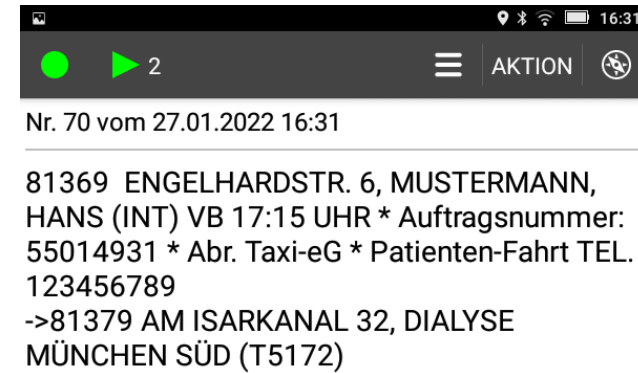 16:31
2 AKTION
Nr. 70 vom 27.01.2022 16:31
81369 ENGELHARDSTR. 6, MUSTERMANN,
HANS (INT) VB 17:15 UHR * Auftragsnummer:
55014931 * Abr. Taxi-eG * Patienten-Fahrt TEL.
123456789
->81379 AM ISARKANAL 32, DIALYSE
MÜNCHEN SÜD (T5172)